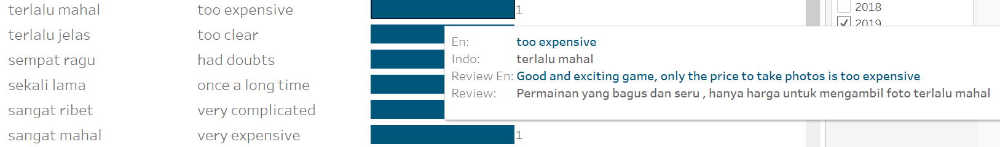 terlalu mahal too expensive 1
terlalu jelas too clear
sempat ragu had doubts
sekali lama once a long time
sangat ribet very complicated
sangat mahal very expensive 1
En: too expensive
Indo: terlalu mahal
Review En: Good and exciting game, only the price to take photos is too expensive
Review: Permainan yang bagus dan seru , hanya harga untuk mengambil foto terlalu mahal
2018
2019